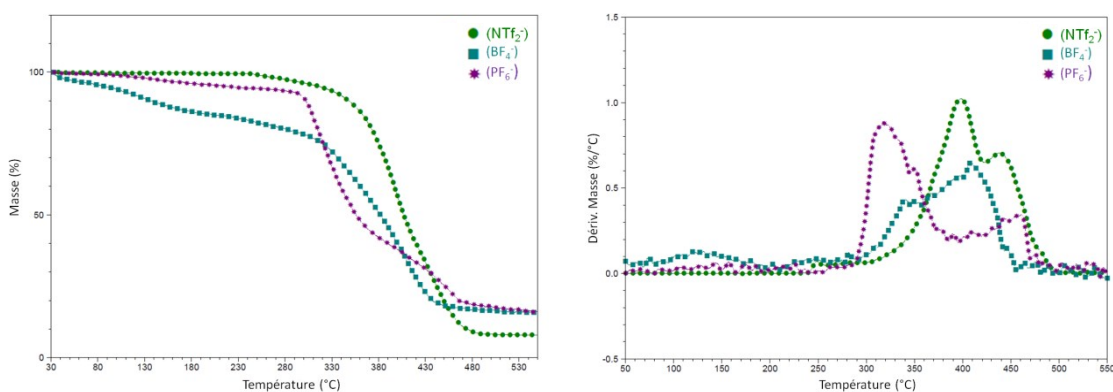 (NTf₂⁻)
(BF₄⁻)
(PF₆⁻)
100
50
0
Masse (%)
30 80 130 180 230 280 330 380 430 480
Température (°C)
(NTf₂⁻)
(BF₄⁻)
(PF₆⁻)
1.5
1.0
0.5
0.0
-0.5
Dériv. Masse (%/°C)
50 100 150 200 250 300 350 400 450 500 550
Température (°C)